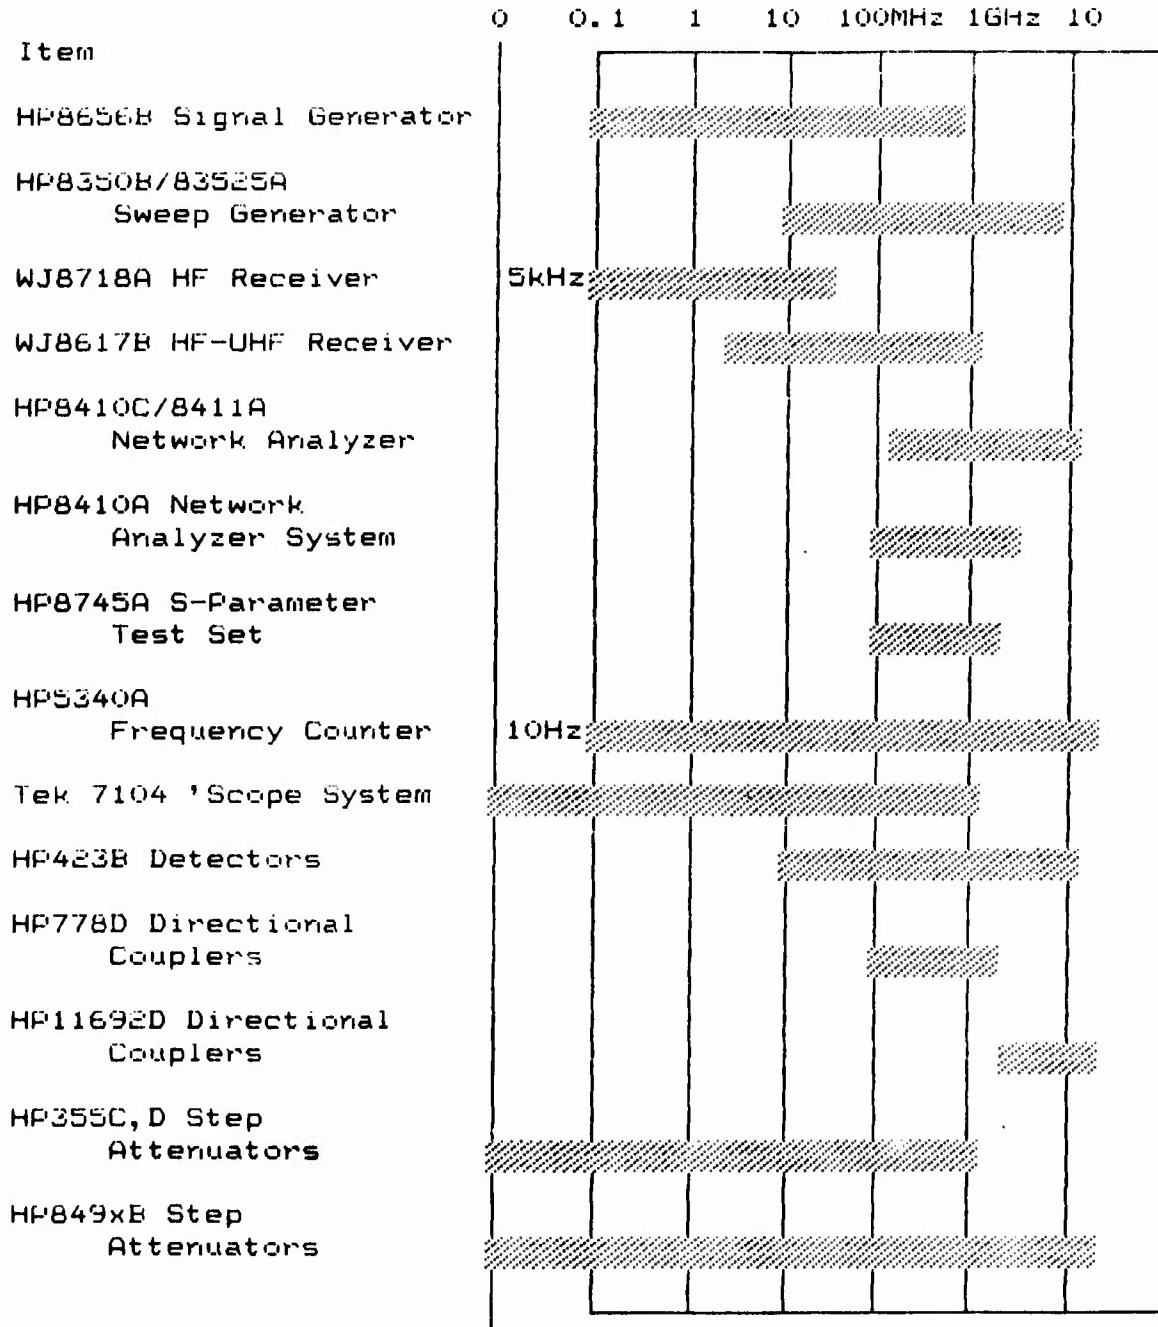 0 0.1 1 10 100MHz 1GHz 10
Item
HP8656B Signal Generator
HP8350B/83525A
Sweep Generator
WJ8718A HF Receiver 5kHz
WJ8617B HF-UHF Receiver
HP8410C/8411A
Network Analyzer
HP8410A Network
Analyzer System
HP8745A S-Parameter
Test Set
HP5340A
Frequency Counter 10Hz
Tek 7104 'Scope System
HP423B Detectors
HP778D Directional
Couplers
HP11692D Directional
Couplers
HP355C,D Step
Attenuators
HP849xB Step
Attenuators